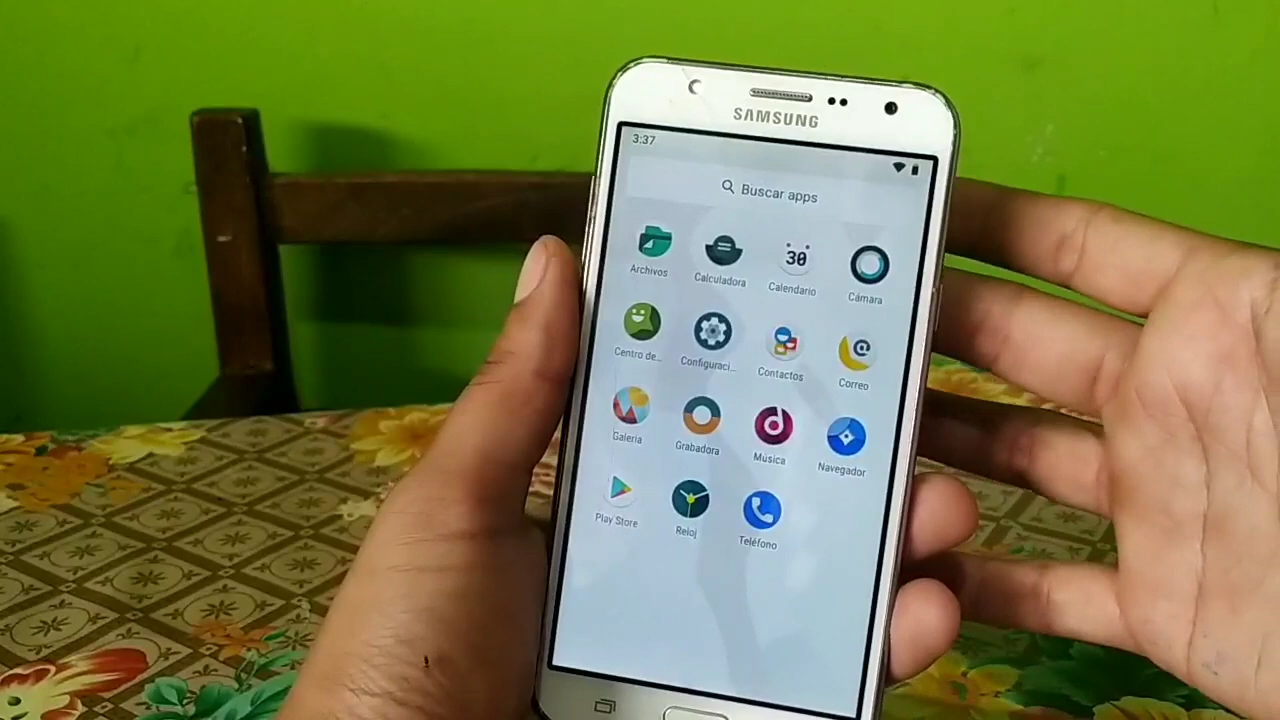 SAMSUNG
3:37
Buscar apps
Archivos
Calculadora
30
Calendario
Cámara
Centro de...
Configuraci...
Contactos
@
Correo
Galería
Grabadora
Música
Navegador
Play Store
Reloj
Teléfono